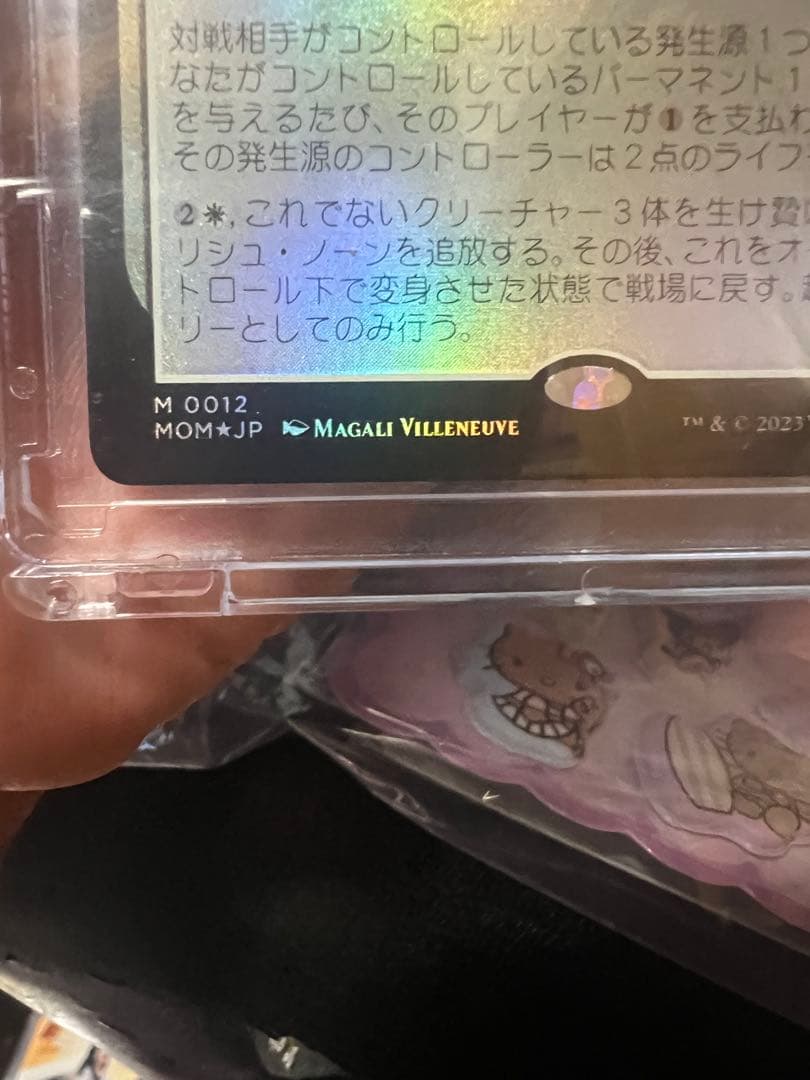 対戦相手がコントロールしている発生源1つ
なたがコントロールしているパーマネント1
を与えるたび、そのプレイヤーが1を支払わ
その発生源のコントローラーは2点のライフ
2, これでないクリーチャー3体を生け贄
リシュ・ノーンを追放する。その後、これをオ
トロール下で変身させた状態で戦場に戻す。
リーとしてのみ行う。
M 0012
MOM★JP MAGALI VILLENEUVE
™ & © 2023